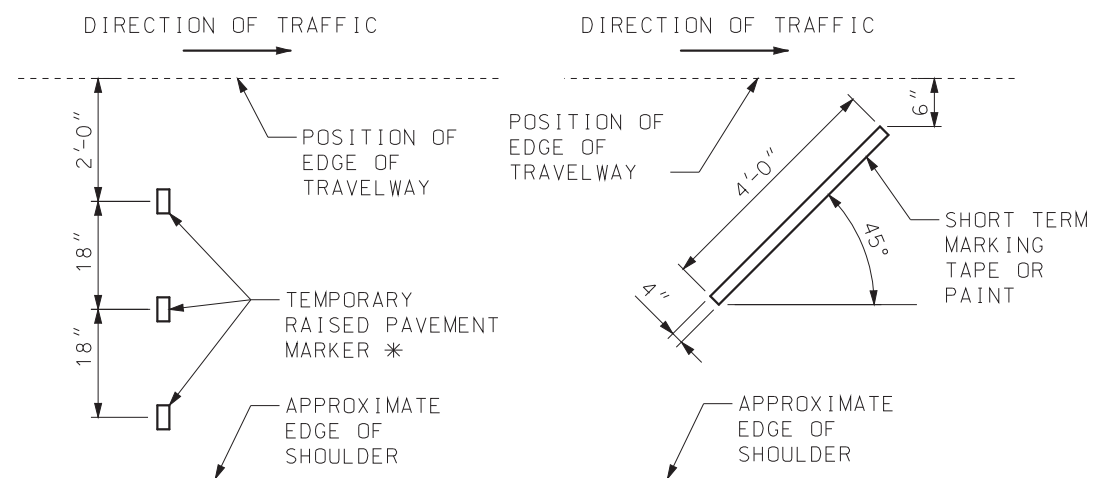 DIRECTION OF TRAFFIC
2'-0"
POSITION OF
EDGE OF
TRAVELWAY
18"
18"
TEMPORARY
RAISED PAVEMENT
MARKER *
APPROXIMATE
EDGE OF
SHOULDER
DIRECTION OF TRAFFIC
POSITION OF
EDGE OF
TRAVELWAY
6"
4'-0"
45°
4"
SHORT TERM
MARKING
TAPE OR
PAINT
APPROXIMATE
EDGE OF
SHOULDER